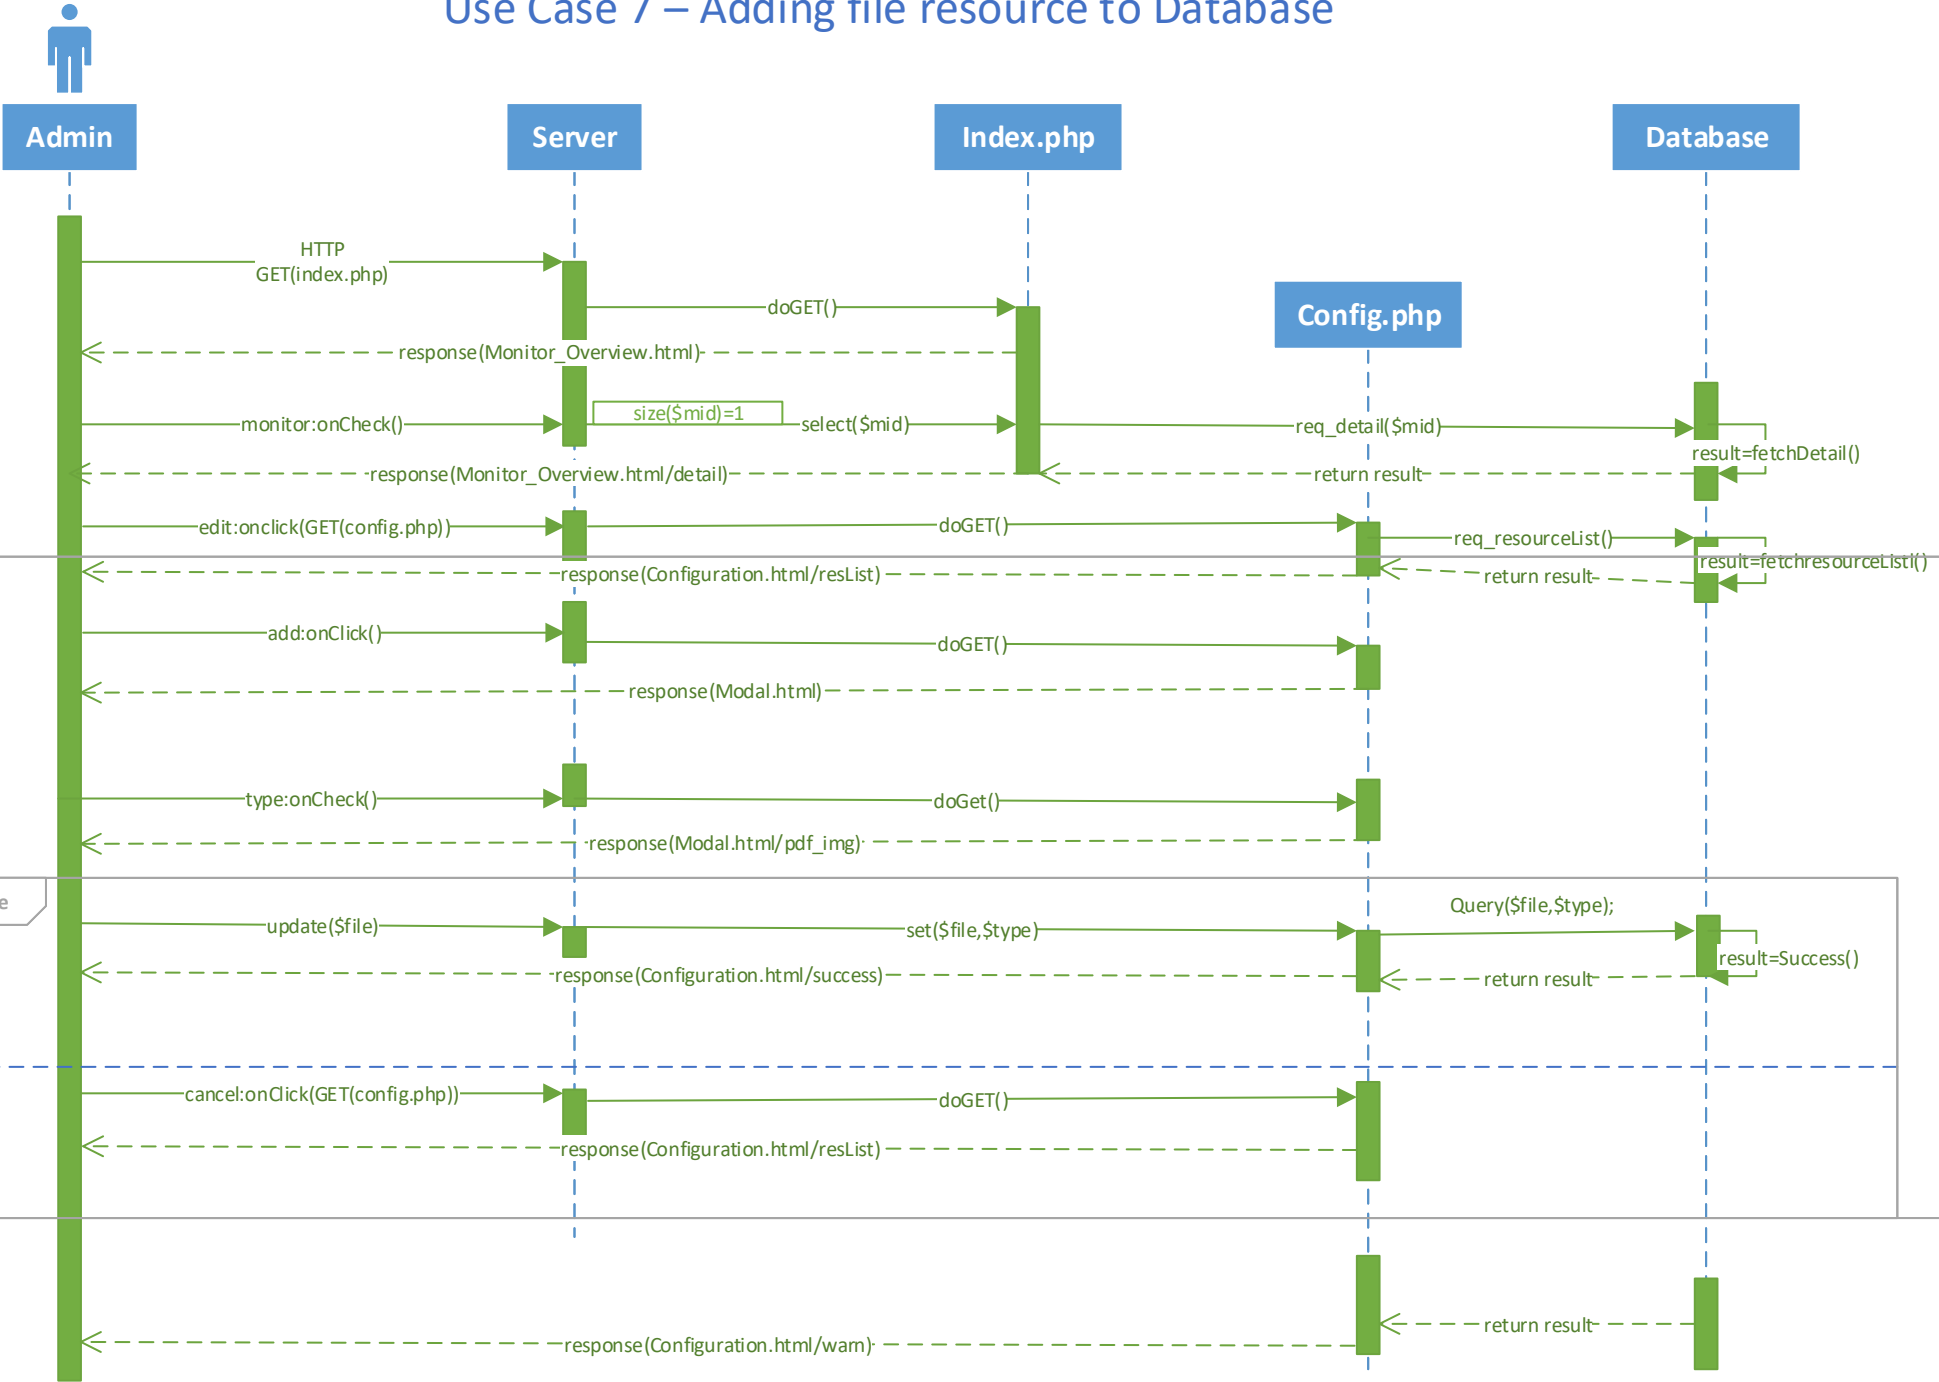 Use Case 7 – Adding file resource to Database
Admin
Server
Index.php
Database
Config.php
HTTP
GET(index.php)
doGET()
response(Monitor_Overview.html)
monitor:onCheck()
size($mid)=1
select($mid)
req_detail($mid)
result=fetchDetail()
response(Monitor_Overview.html/detail)
return result
edit:onclick(GET(config.php))
doGET()
req_resourceList()
result=fetchresourceListl()
response(Configuration.html/resList)
return result
add:onClick()
doGET()
response(Modal.html)
type:onCheck()
doGet()
response(Modal.html/pdf_img)
e
Query($file,$type);
update($file)
set($file,$type)
result=Success()
response(Configuration.html/success)
return result
cancel:onClick(GET(config.php))
doGET()
response(Configuration.html/resList)
return result
response(Configuration.html/warn)